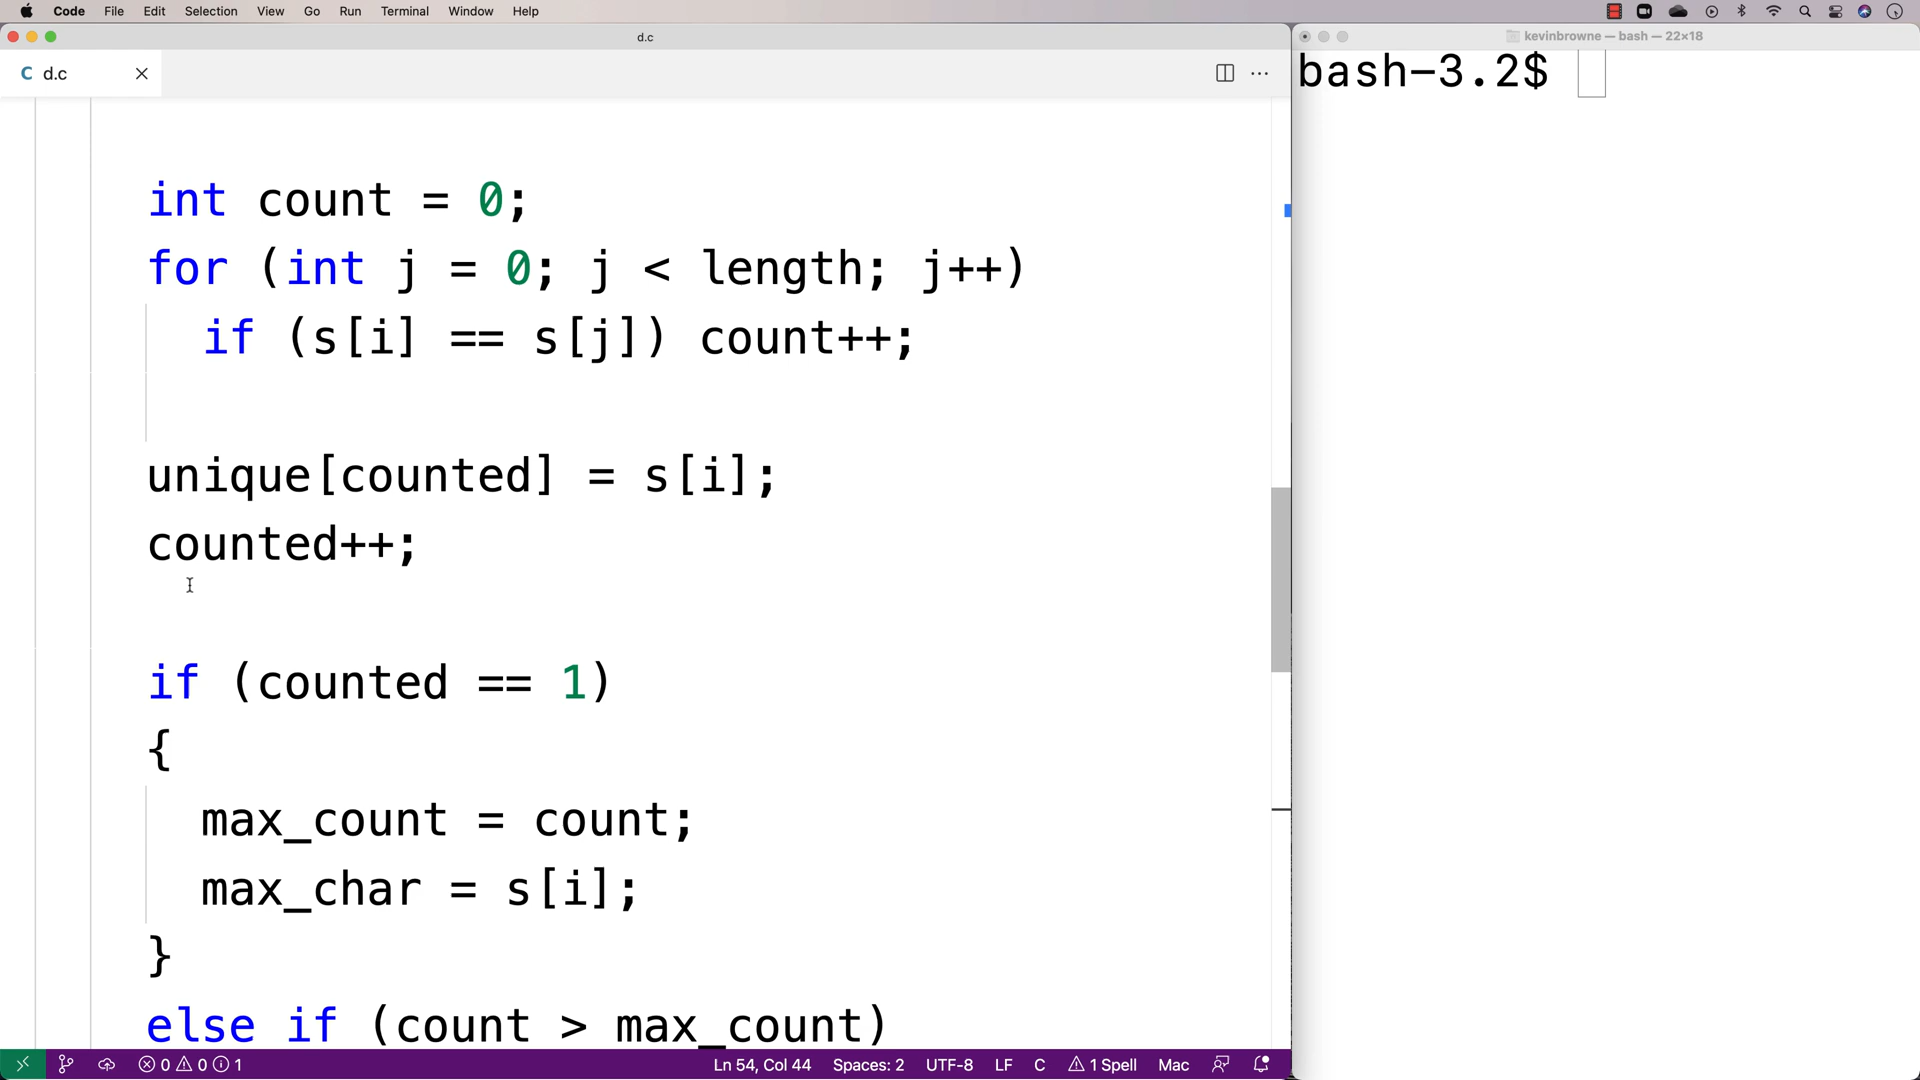 Code File Edit Selection View Go Run Terminal Window Help
d.c
kevinbrowne — bash — 22×18
C d.c
bash-3.2$
int count = 0;
for (int j = 0; j < length; j++)
if (s[i] == s[j]) count++;
unique[counted] = s[i];
counted++;
if (counted == 1)
{
max_count = count;
max_char = s[i];
}
else if (count > max_count)
0 0 1 Ln 54, Col 44 Spaces: 2 UTF-8 LF C 1 Spell Mac